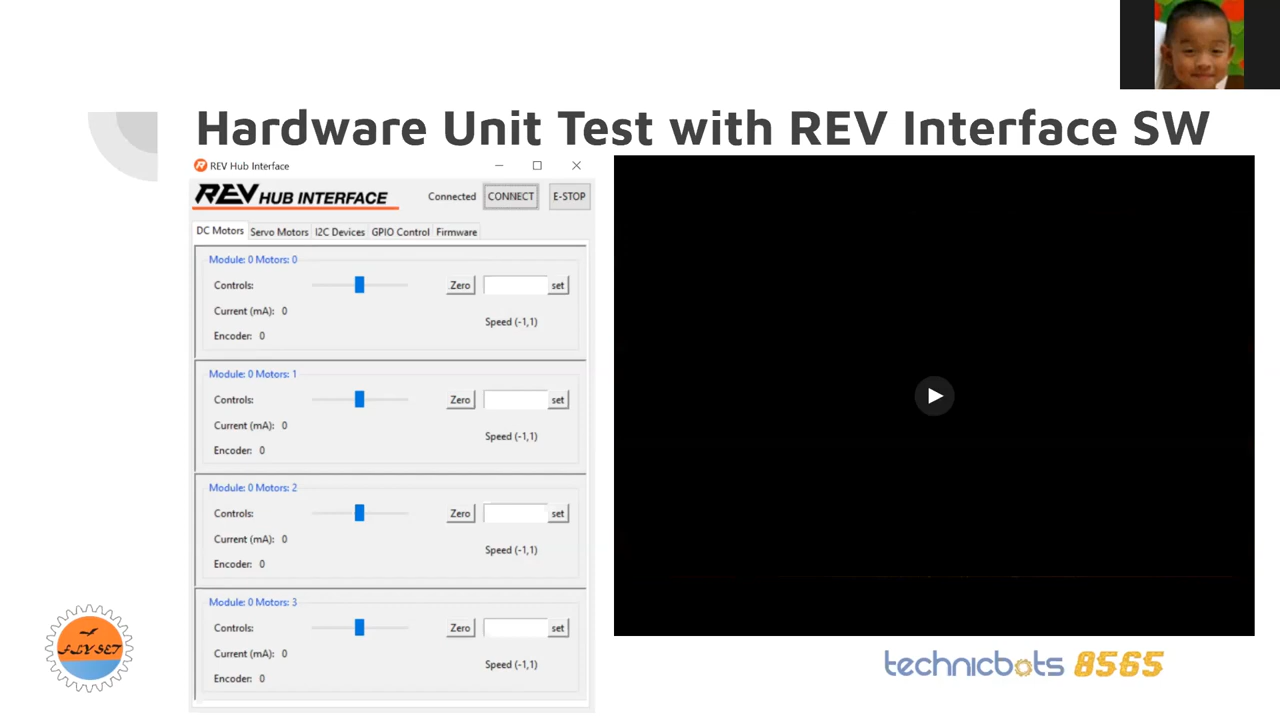 Hardware Unit Test with REV Interface SW
REV Hub Interface
REV HUB INTERFACE Connected CONNECT E-STOP
DC Motors Servo Motors I2C Devices GPIO Control Firmware
Module: 0 Motors: 0
Controls: Zero set
Current (mA): 0
Speed (-1,1)
Encoder: 0
Module: 0 Motors: 1
Controls: Zero set
Current (mA): 0
Speed (-1,1)
Encoder: 0
Module: 0 Motors: 2
Controls: Zero set
Current (mA): 0
Speed (-1,1)
Encoder: 0
Module: 0 Motors: 3
Controls: Zero set
Current (mA): 0
Speed (-1,1)
Encoder: 0
FLYSET
technicbots 8565